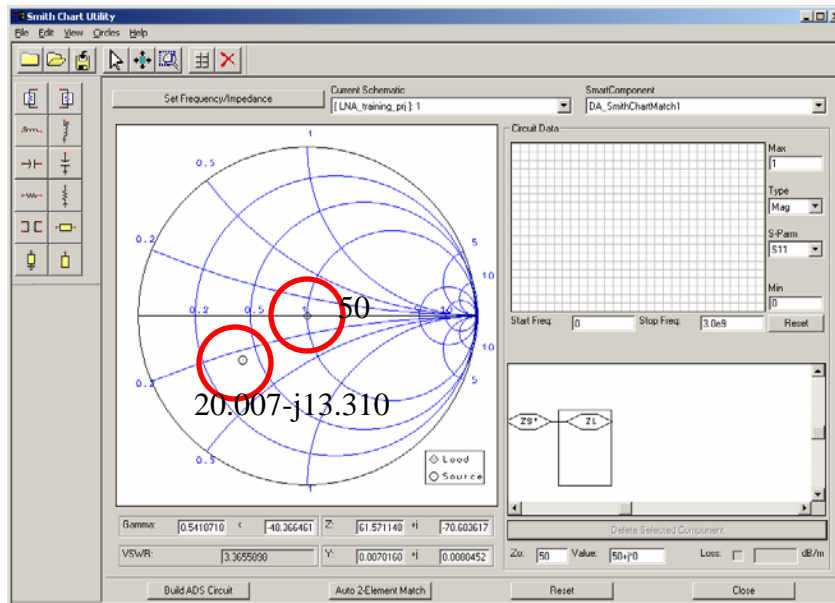 Smith Chart Utility
File Edit View Circles Help
Set Frequency/Impedance
Current Schematic
[ LNA_training_prj ]: 1
SmartComponent
DA_SmithChartMatch1
1
0.5
0.2
5
10
0.2 0.5 1
50
10
5
0.2
20.007-j13.310
0.5
1
Load
Source
Circuit Data
Max
1
Type
Mag
S-Parm
S11
Min
0
Start Freq: 0 Stop Freq: 3.0e9 Reset
ZS* ZL
Gamma: 0.5418718 < -48.366461 Z: 61.571140 +j -70.603617
VSWR: 3.3655898 Y: 0.0070160 +j 0.0080452
Delete Selected Component
Zo: 50 Value: 50+j*0 Loss: dB/m
Build ADS Circuit Auto 2-Element Match Reset Close